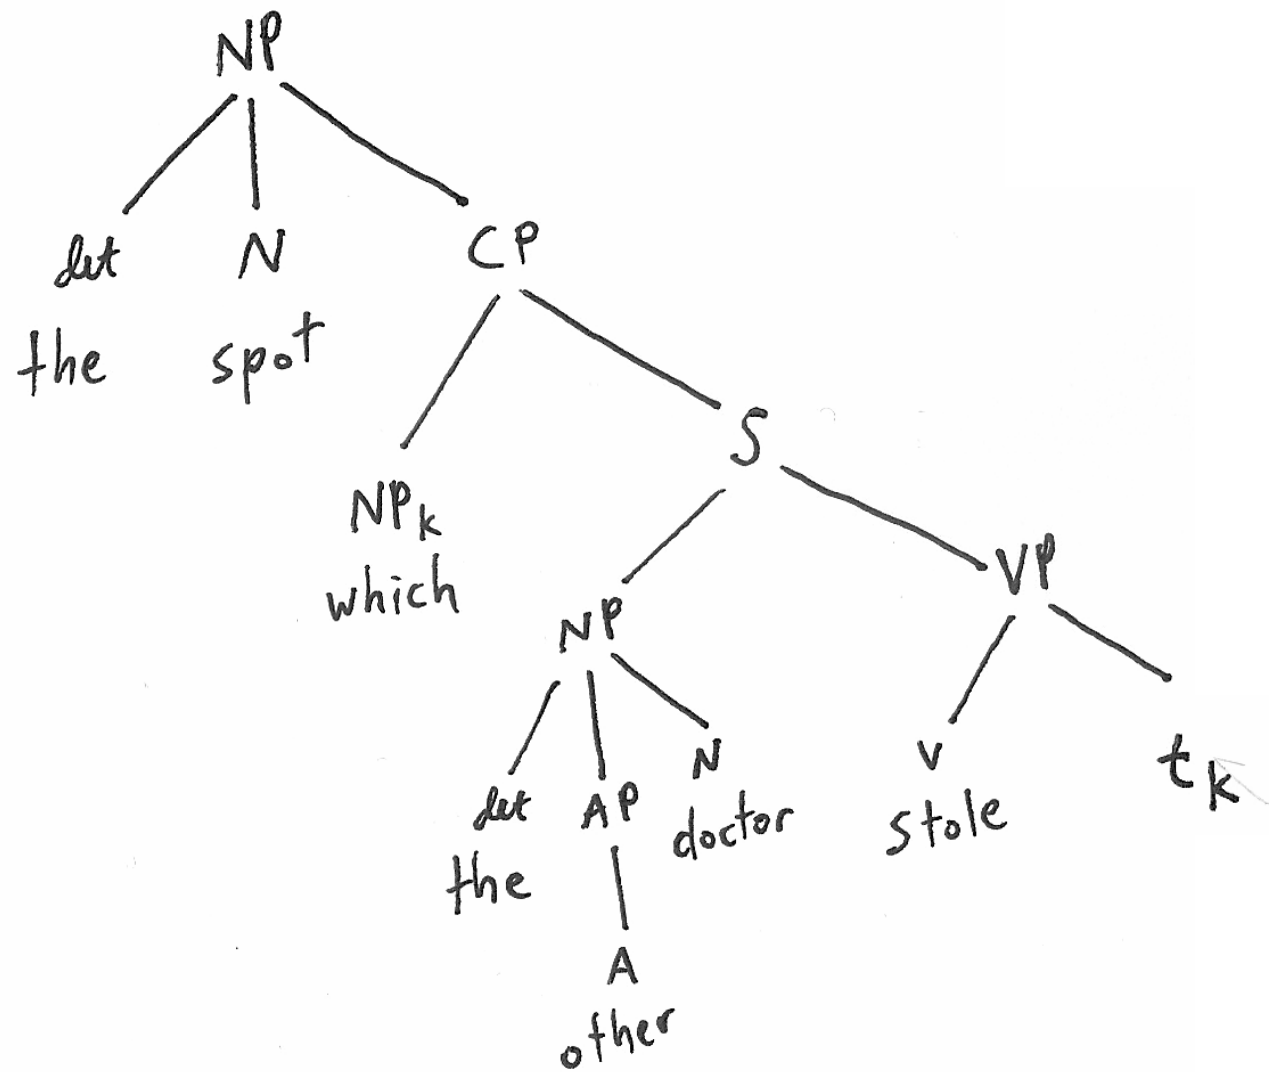 NP
det N CP
the spot
S
NPk
which
VP
NP
det AP N
the doctor
V tk
stole
A
other